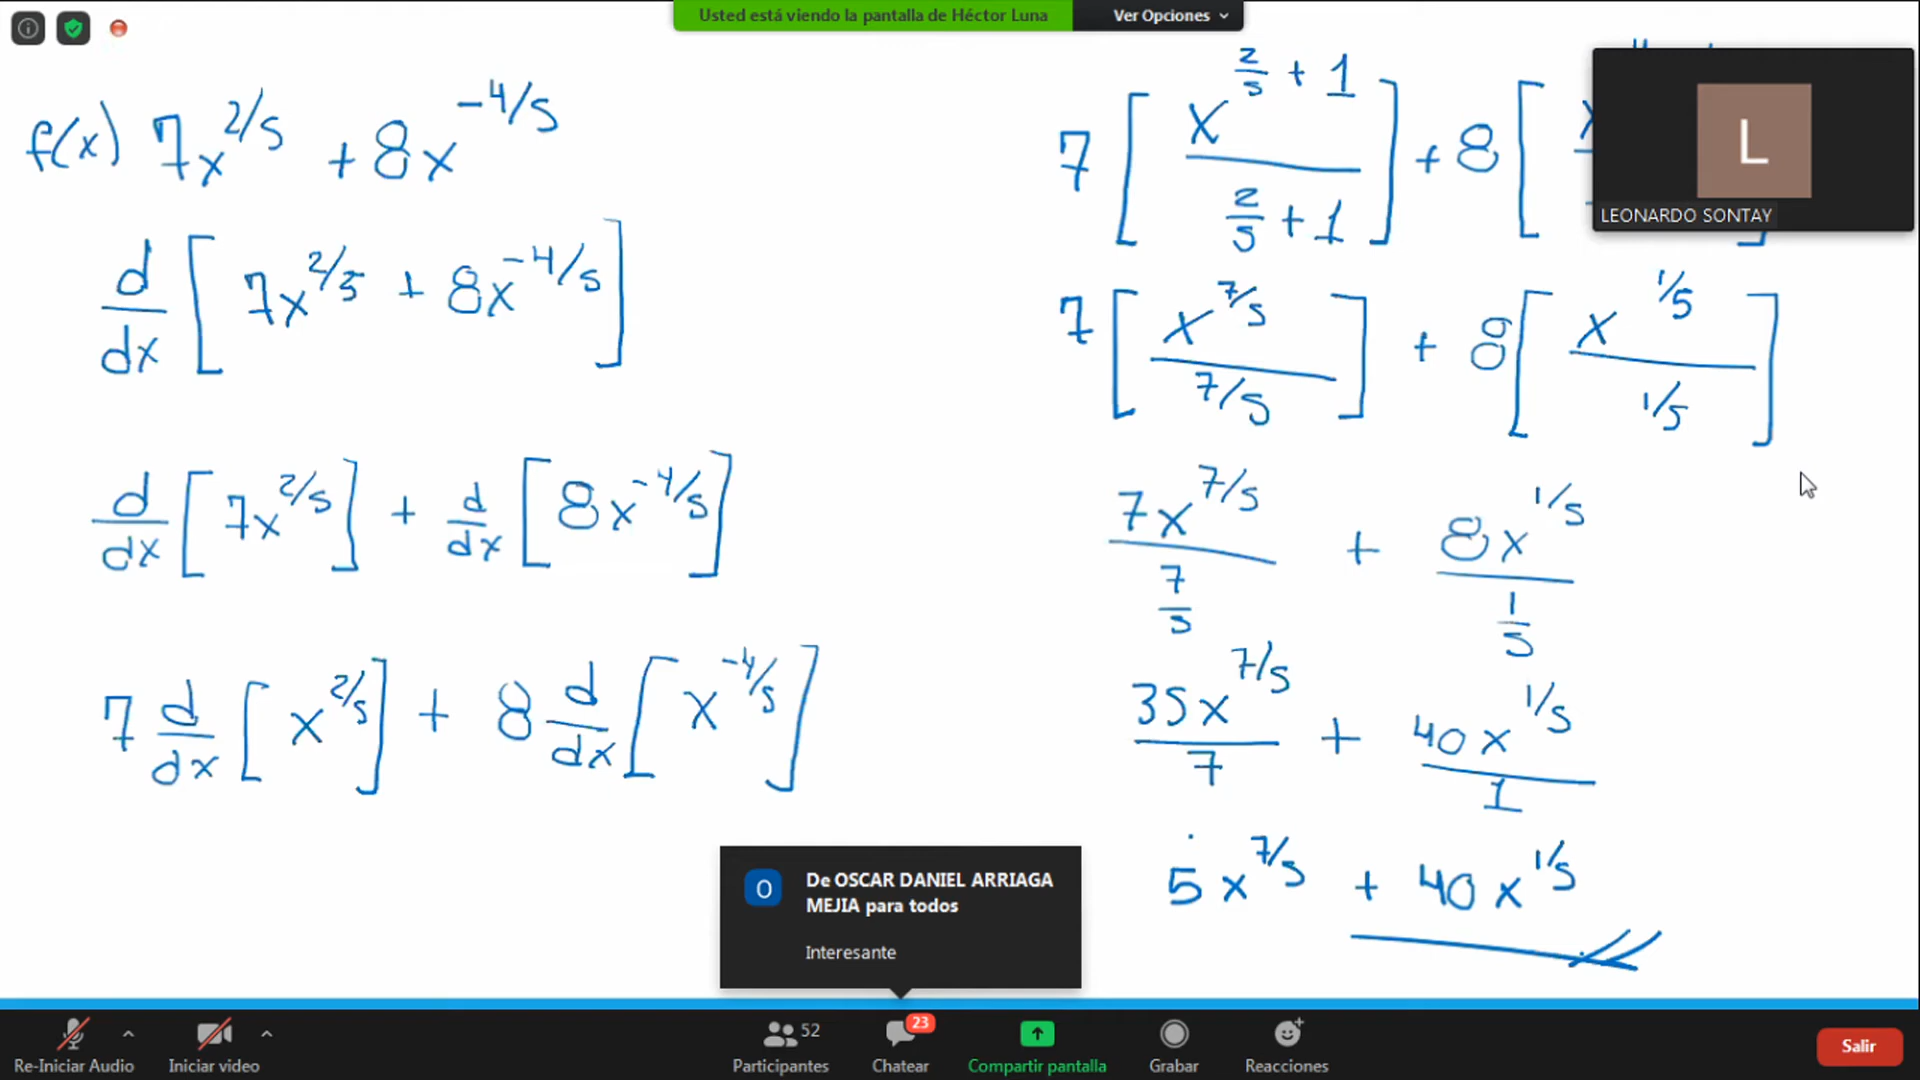 Usted está viendo la pantalla de Héctor Luna
Ver Opciones
f(x) 7x^{2/5} + 8x^{-4/5}
d/dx [7x^{2/5} + 8x^{-4/5}]
d/dx [7x^{2/5}] + d/dx [8x^{-4/5}]
7 d/dx [x^{2/5}] + 8 d/dx [x^{-4/5}]
7 [x^{2/5 + 1} / (2/5 + 1)] + 8 [
7 [x^{7/5} / (7/5)] + 8 [x^{1/5} / (1/5)]
7x^{7/5} / (7/5) + 8x^{1/5} / (1/5)
35x^{7/5} / 7 + 40x^{1/5} / 1
5x^{7/5} + 40x^{1/5}
L
LEONARDO SONTAY
O
De OSCAR DANIEL ARRIAGA
MEJIA para todos
Interesante
Re-Iniciar Audio
Iniciar video
52
Participantes
23
Chatear
Compartir pantalla
Grabar
Reacciones
Salir